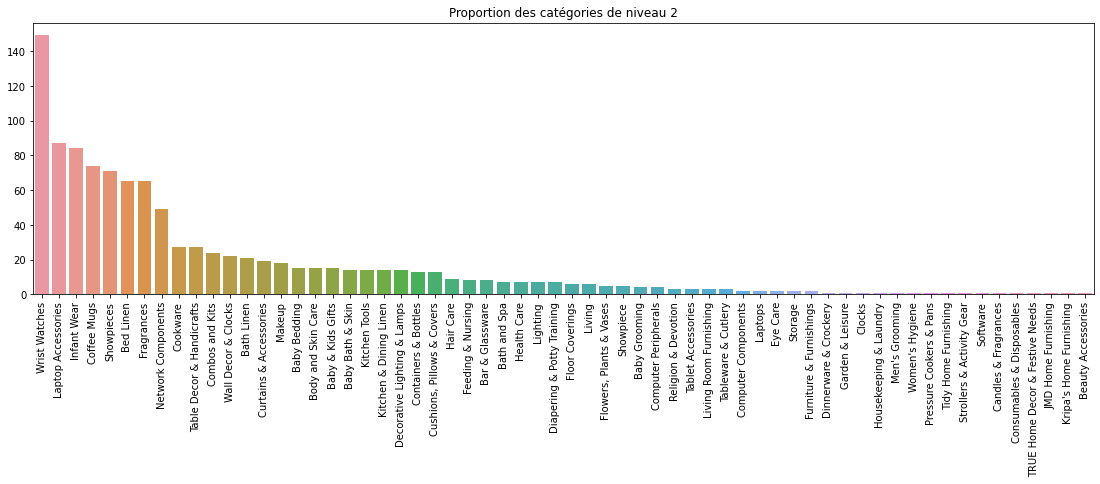 Proportion des catégories de niveau 2
140
120
100
80
60
40
20
0
Wrist Watches
Laptop Accessories
Infant Wear
Coffee Mugs
Showpieces
Bed Linen
Fragrances
Network Components
Cookware
Table Decor & Handicrafts
Combos and Kits
Wall Decor & Clocks
Bath Linen
Curtains & Accessories
Makeup
Baby Bedding
Body and Skin Care
Baby & Kids Gifts
Baby Bath & Skin
Kitchen Tools
Kitchen & Dining Linen
Decorative Lighting & Lamps
Containers & Bottles
Cushions, Pillows & Covers
Hair Care
Feeding & Nursing
Bar & Glassware
Bath and Spa
Health Care
Lighting
Diapering & Potty Training
Floor Coverings
Living
Flowers, Plants & Vases
Showpiece
Baby Grooming
Computer Peripherals
Religion & Devotion
Tablet Accessories
Living Room Furnishing
Tableware & Cutlery
Computer Components
Laptops
Eye Care
Storage
Furniture & Furnishings
Dinnerware & Crockery
Garden & Leisure
Clocks
Housekeeping & Laundry
Men's Grooming
Women's Hygiene
Pressure Cookers & Pans
Tidy Home Furnishing
Strollers & Activity Gear
Software
Candles & Fragrances
Consumables & Disposables
TRUE Home Decor & Festive Needs
JMD Home Furnishing
Kripa's Home Furnishing
Beauty Accessories